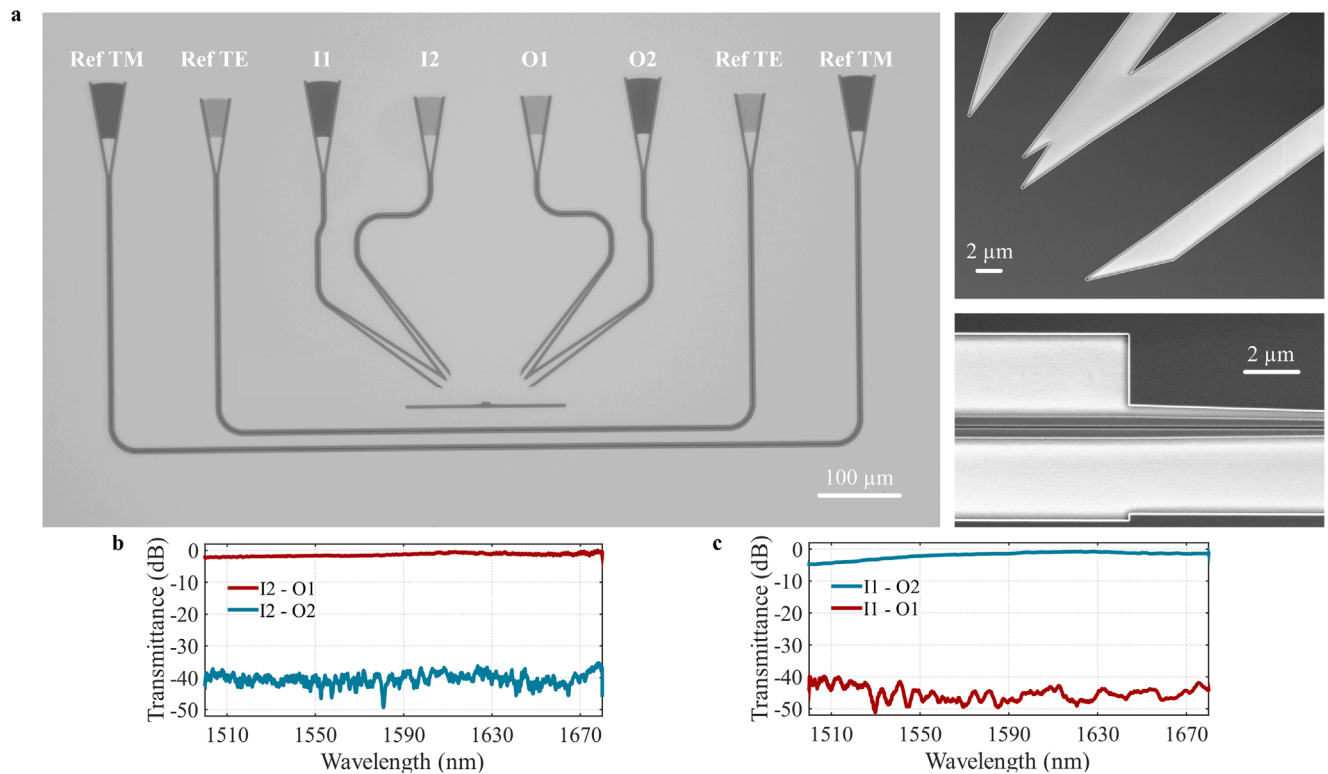 a
Ref TM Ref TE I1 I2 O1 O2 Ref TE Ref TM
100 µm
2 µm
2 µm
b
Transmittance (dB)
0
-10
-20
-30
-40
-50
I2 - O1
I2 - O2
1510 1550 1590 1630 1670
Wavelength (nm)
c
Transmittance (dB)
0
-10
-20
-30
-40
-50
I1 - O2
I1 - O1
1510 1550 1590 1630 1670
Wavelength (nm)